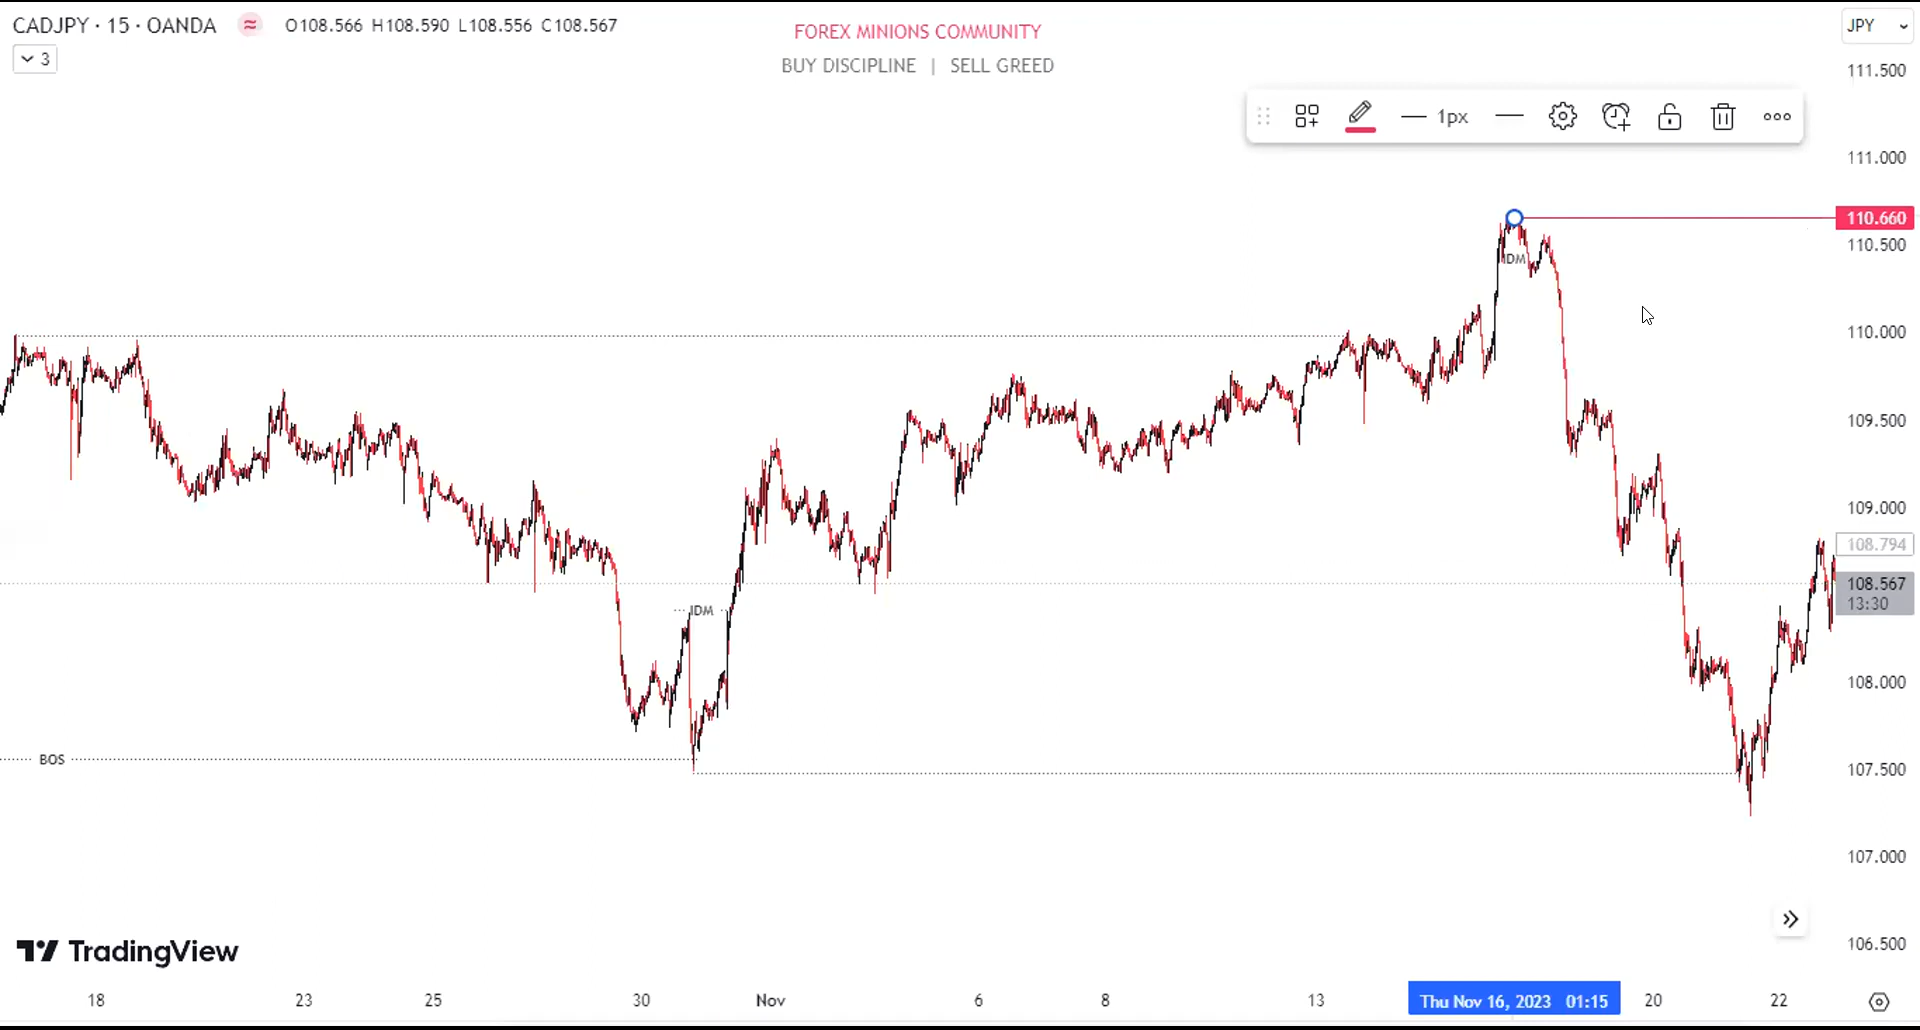 CADJPY · 15 · OANDA ≈ O108.566 H108.590 L108.556 C108.567
3
FOREX MINIONS COMMUNITY
BUY DISCIPLINE | SELL GREED
JPY
1px
111.500
111.000
110.660
110.500
110.000
109.500
109.000
108.794
108.567
13:30
108.000
107.500
107.000
106.500
IDM
IDM
BOS
TradingView
18 23 25 30 Nov 6 8 13 Thu Nov 16, 2023 01:15 20 22